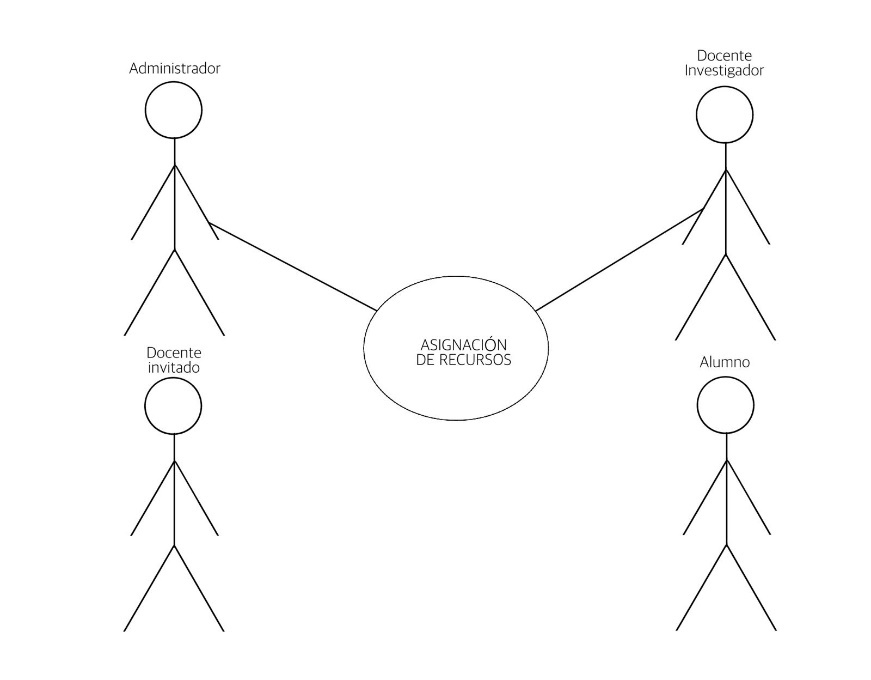 Administrador
Docente
Investigador
ASIGNACIÓN
DE RECURSOS
Docente
invitado
Alumno